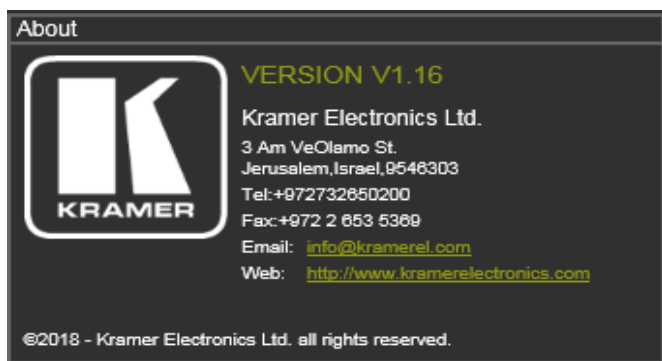 About
KRAMER
VERSION V1.16
Kramer Electronics Ltd.
3 Am VeOlamo St.
Jerusalem,Israel,9546303
Tel:+972732650200
Fax:+972 2 653 5369
Email: info@kramerel.com
Web: http://www.kramerelectronics.com
©2018 - Kramer Electronics Ltd. all rights reserved.